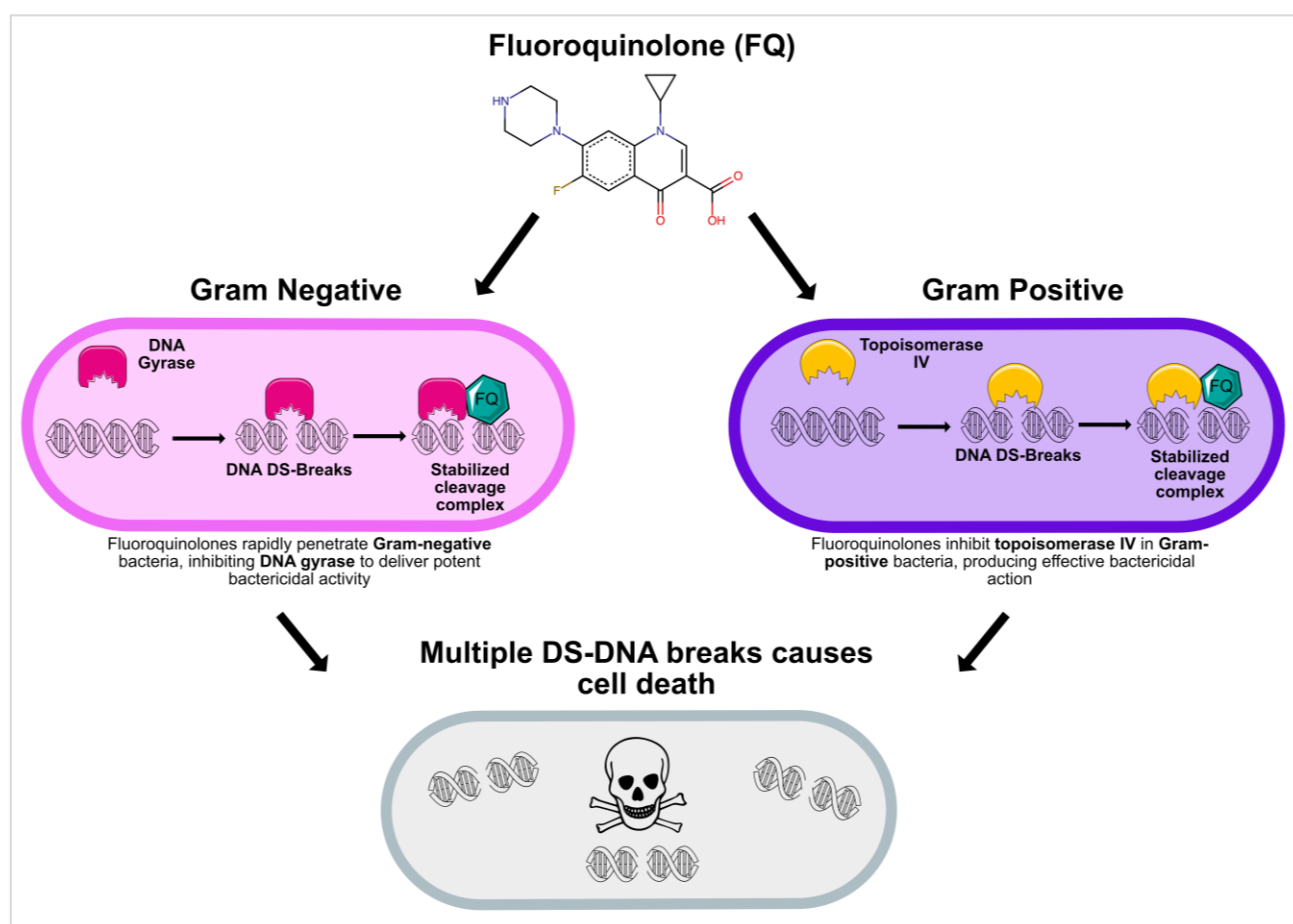 Fluoroquinolone (FQ)
HN
N
N
F
O
O
OH
Gram Negative
DNA
Gyrase
FQ
DNA DS-Breaks
Stabilized
cleavage
complex
Fluoroquinolones rapidly penetrate Gram-negative
bacteria, inhibiting DNA gyrase to deliver potent
bactericidal activity
Gram Positive
Topoisomerase
IV
FQ
DNA DS-Breaks
Stabilized
cleavage
complex
Fluoroquinolones inhibit topoisomerase IV in Gram-
positive bacteria, producing effective bactericidal
action
Multiple DS-DNA breaks causes
cell death